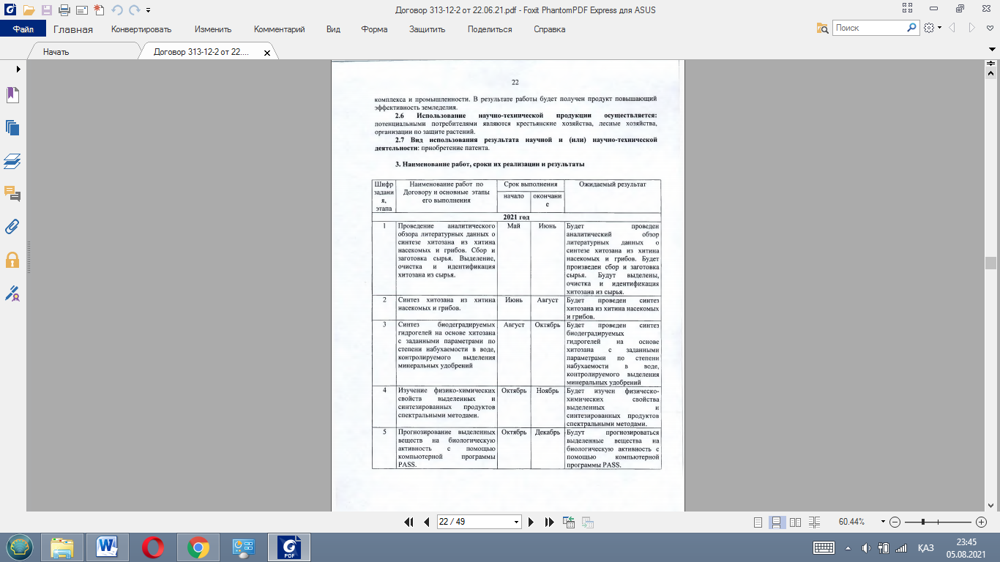 Договор 313-12-2 от 22.06.21.pdf - Foxit PhantomPDF Express для ASUS
Файл Главная Конвертировать Изменить Комментарий Вид Форма Защитить Поделиться Справка Поиск
Начать Договор 313-12-2 от 22....
22
комплекса и промышленности. В результате работы будет получен продукт повышающий
эффективность земледелия.
2.6 Использование научно-технической продукции осуществляется:
потенциальными потребителями являются крестьянские хозяйства, лесные хозяйства,
организации по защите растений.
2.7 Вид использования результата научной и (или) научно-технической
деятельности: приобретение патента.
3. Наименование работ, сроки их реализации и результаты
Шифр
задани
я,
этапа
Наименование работ по
Договору и основные этапы
его выполнения
Срок выполнения
начало
окончани
е
Ожидаемый результат
2021 год
1
Проведение аналитического
обзора литературных данных о
синтезе хитозана из хитина
насекомых и грибов. Сбор и
заготовка сырья. Выделение,
очистка и идентификация
хитозана из сырья.
Май
Июнь
Будет проведен
аналитический обзор
литературных данных о
синтезе хитозана из хитина
насекомых и грибов. Будет
произведен сбор и заготовка
сырья. Будут выделены,
очистка и идентификация
хитозана из сырья.
2
Синтез хитозана из хитина
насекомых и грибов.
Июнь
Август
Будет проведен синтез
хитозана из хитина насекомых
и грибов.
3
Синтез биодеградируемых
гидрогелей на основе хитозана
с заданными параметрами по
степени набухаемости в воде,
контролируемого выделения
минеральных удобрений
Август
Октябрь
Будет проведен синтез
биодеградируемых
гидрогелей на основе
хитозана с заданными
параметрами по степени
набухаемости в воде,
контролируемого выделения
минеральных удобрений
4
Изучение физико-химических
свойств выделенных и
синтезированных продуктов
спектральными методами.
Октябрь
Ноябрь
Будет изучен физическо-
химических свойства
выделенных и
синтезированных продуктов
спектральными методами.
5
Прогнозирование выделенных
веществ на биологическую
активность с помощью
компьютерной программы
PASS.
Октябрь
Декабрь
Будут прогнозироваться
выделенные вещества на
биологическую активность с
помощью компьютерной
программы PASS.
22 / 49
60.44%
PDF
ҚАЗ
23:45
05.08.2021